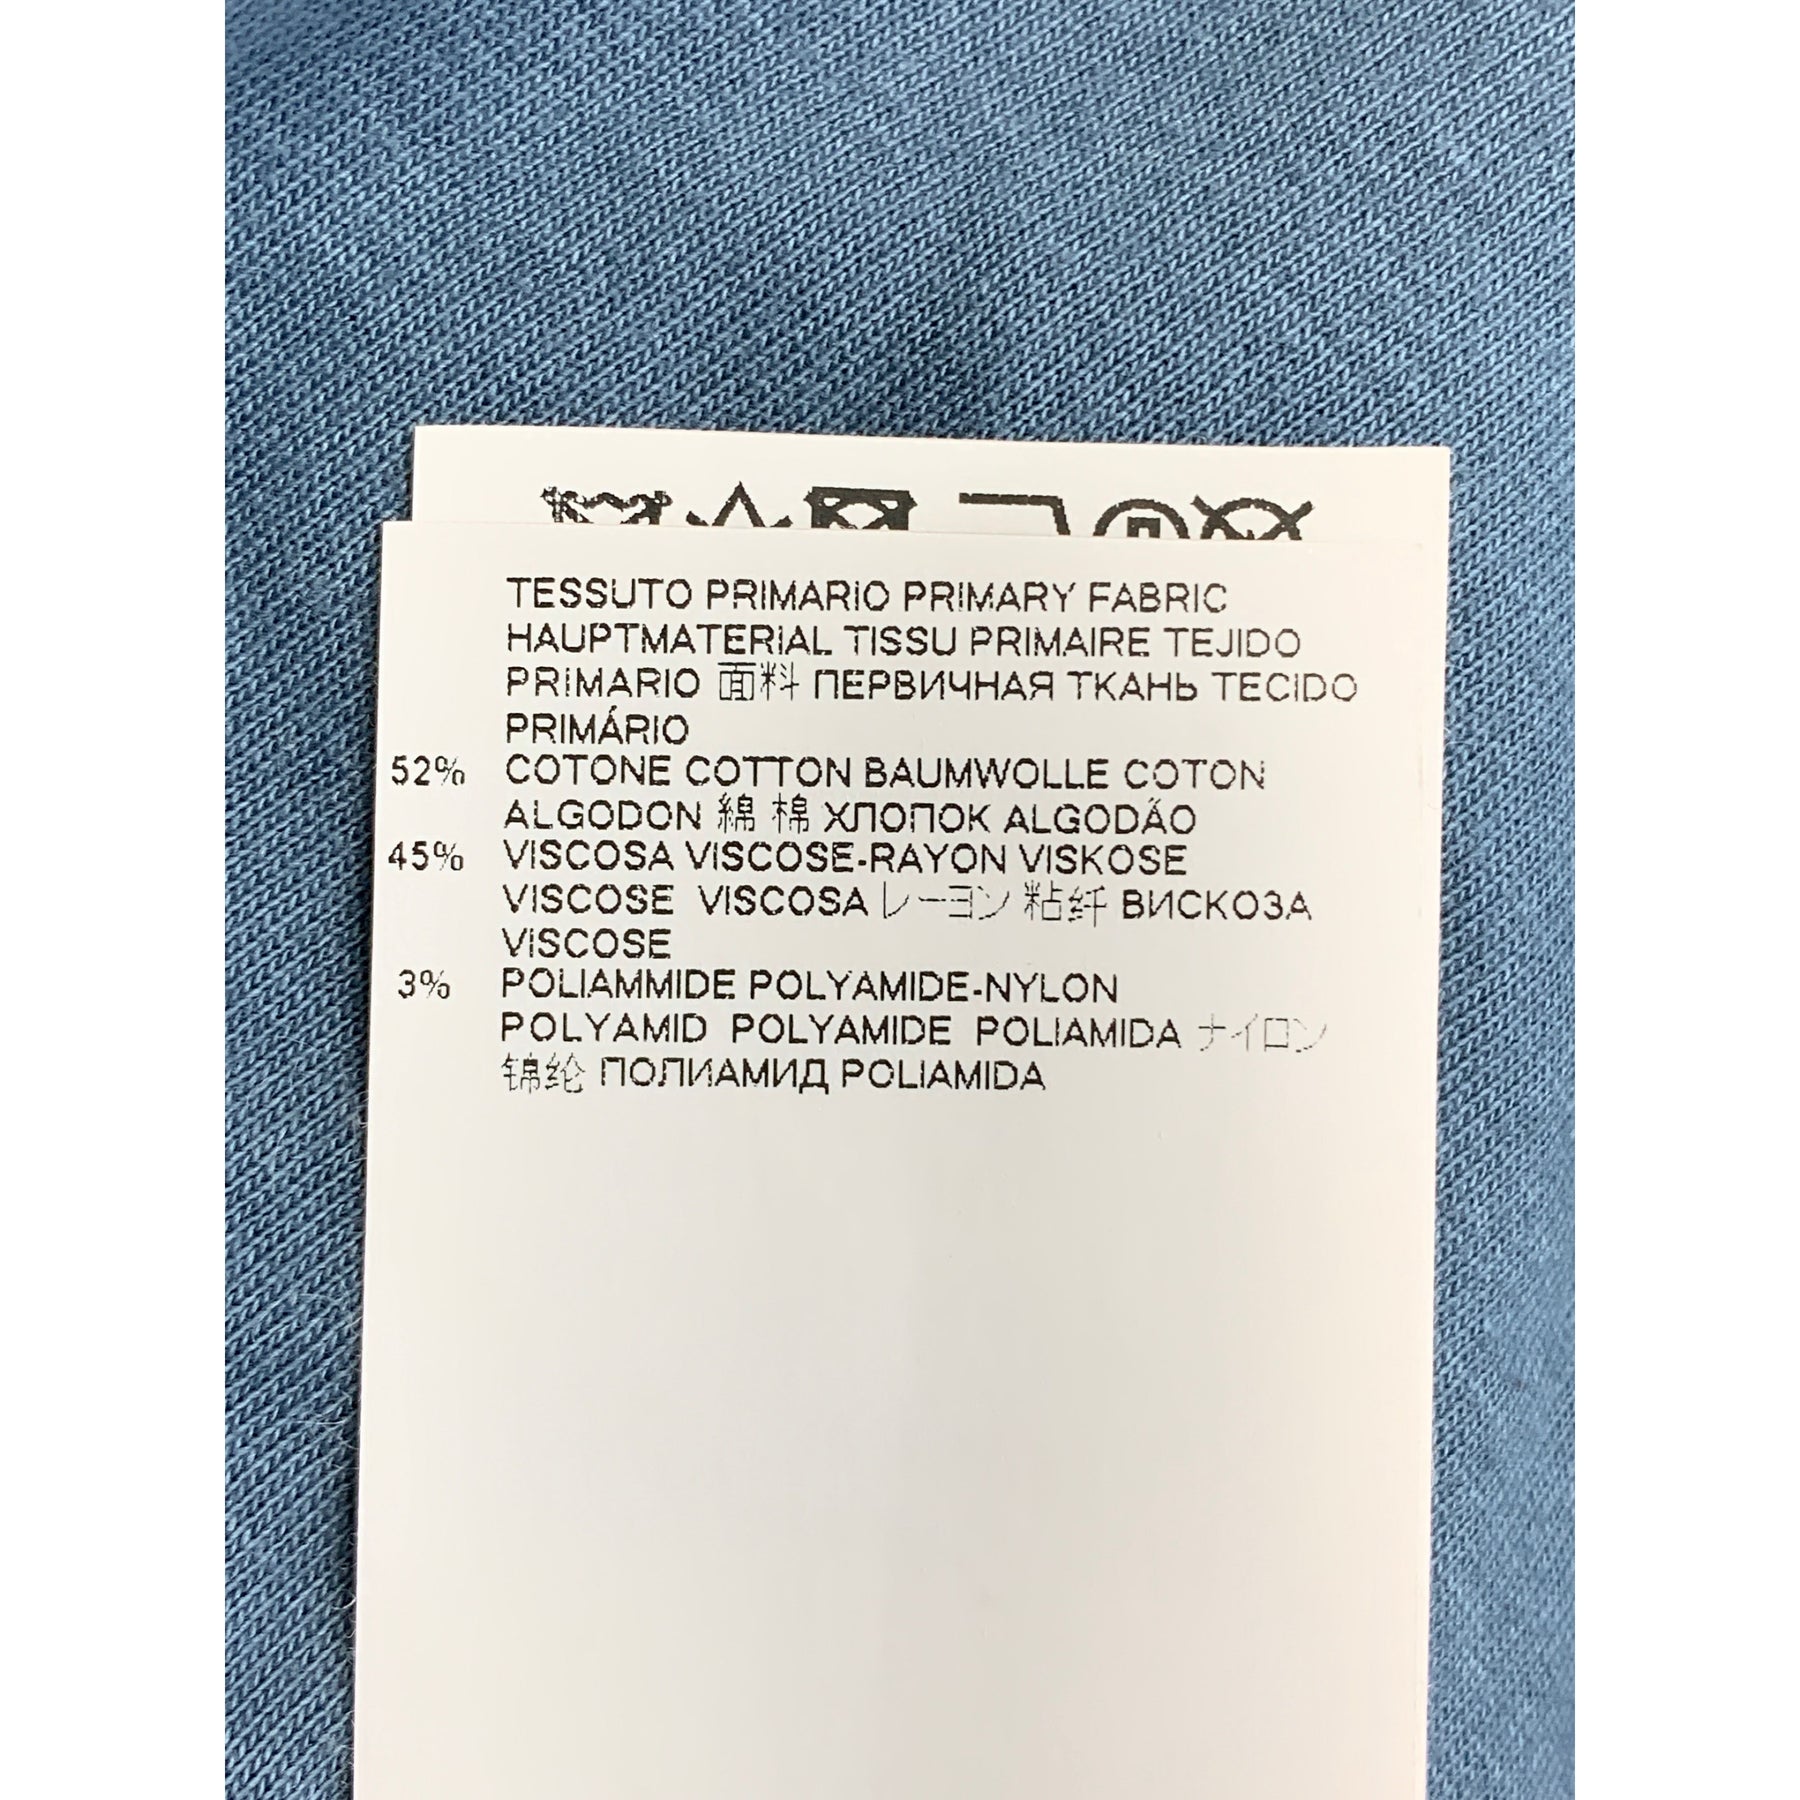 TESSUTO PRIMARIO PRIMARY FABRIC
HAUPTMATERIAL TISSU PRIMAIRE TEJIDO
PRIMARIO 面料 ПЕРВИЧНАЯ ТКАНЬ TECIDO
PRIMÁRIO
52% COTONE COTTON BAUMWOLLE COTON
ALGODON 綿 棉 ХЛОПОК ALGODÃO
45% VISCOSA VISCOSE-RAYON VISKOSE
VISCOSE VISCOSA レーヨン 粘纤 ВИСКОЗА
VISCOSE
3% POLIAMMIDE POLYAMIDE-NYLON
POLYAMID POLYAMIDE POLIAMIDA ナイロン
锦纶 ПОЛИАМИД POLIAMIDA